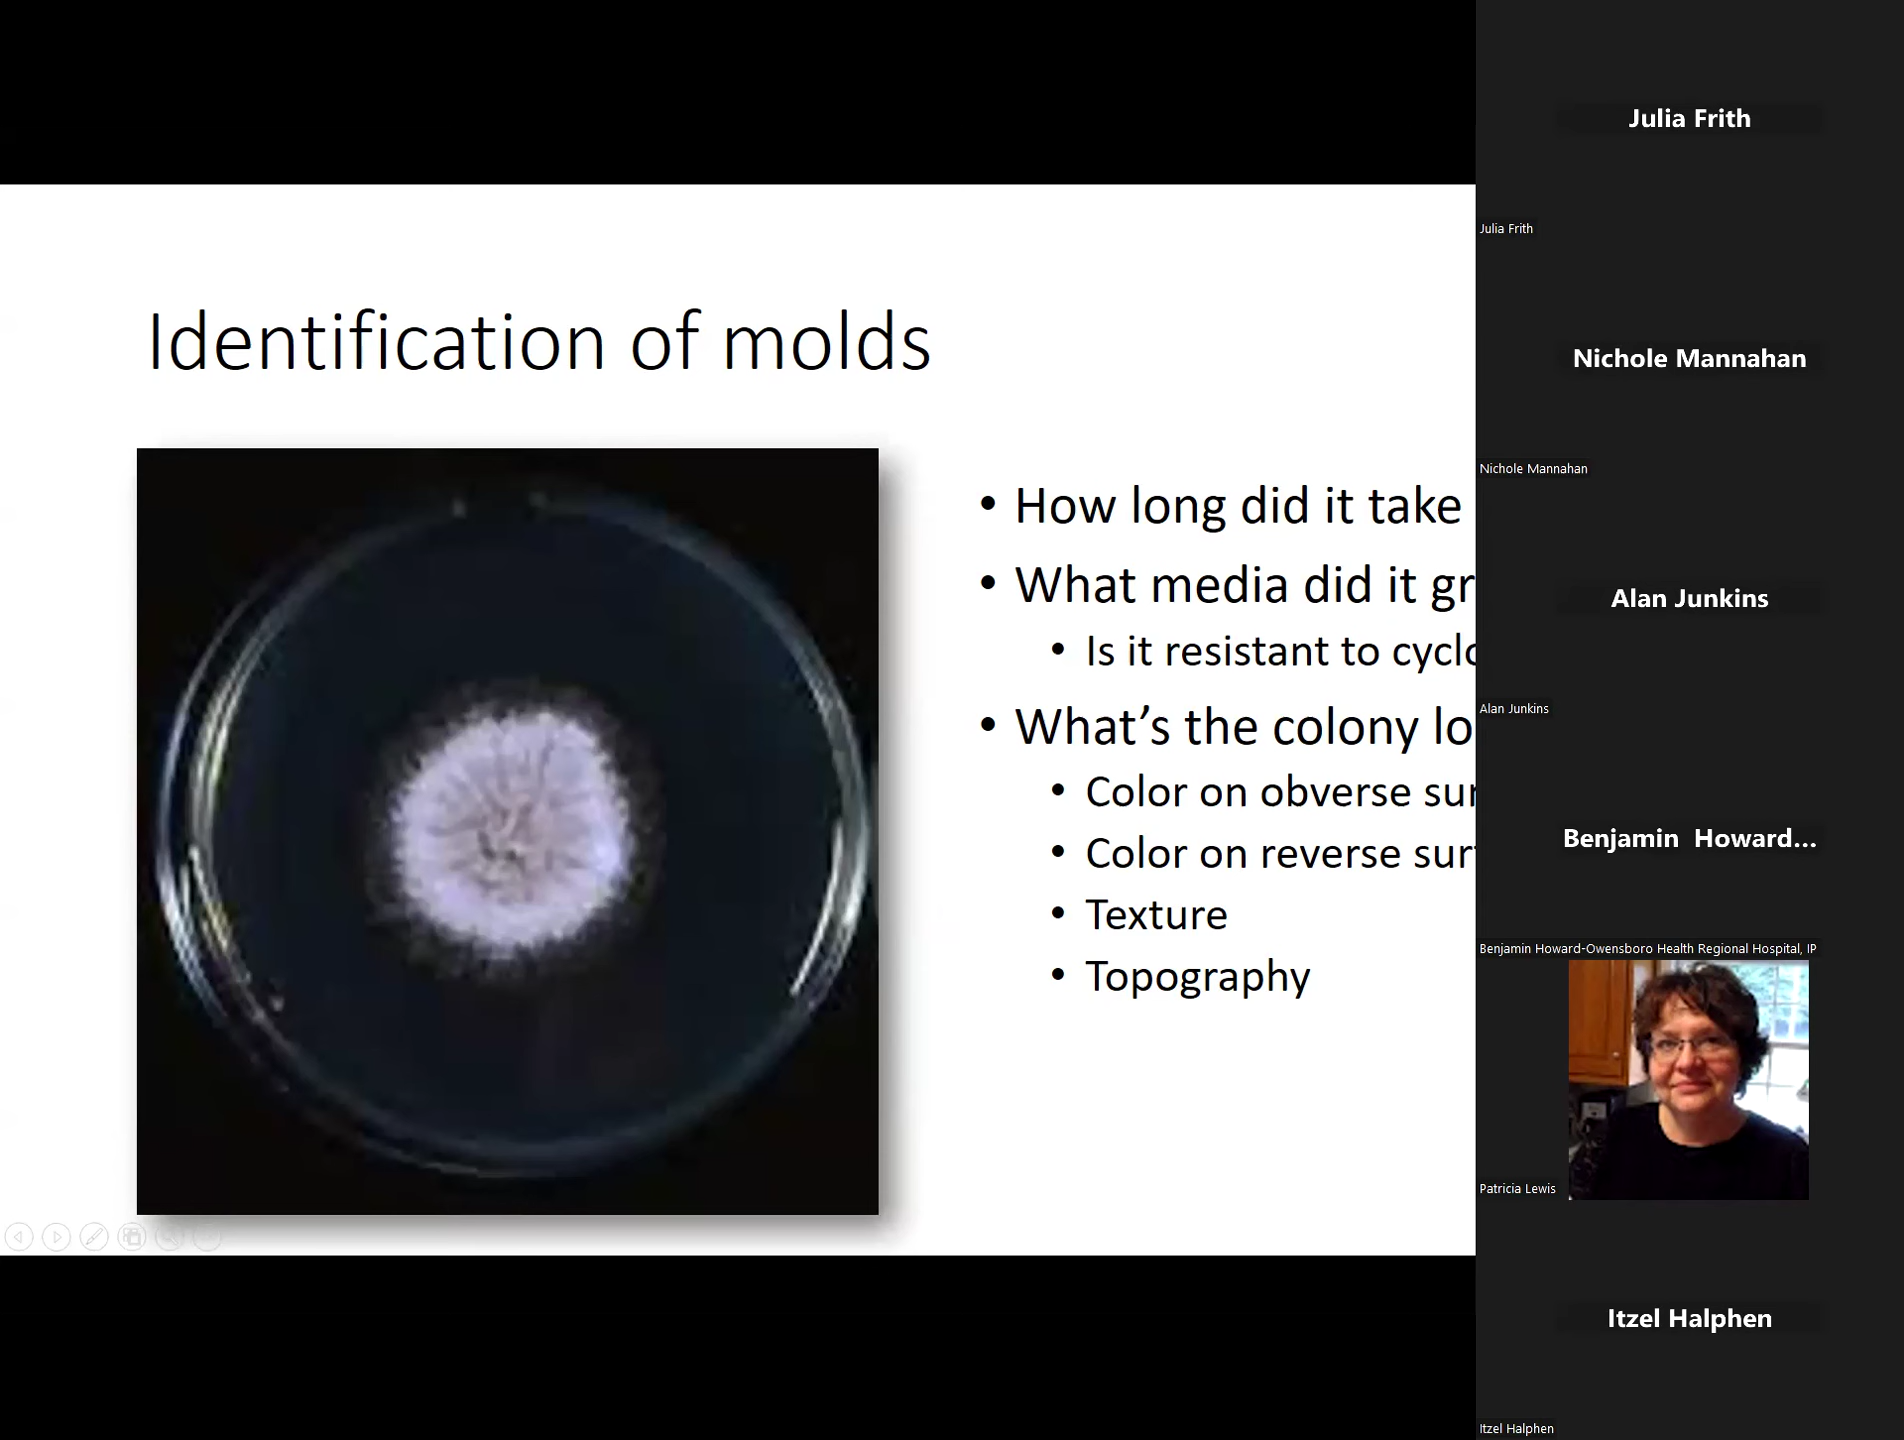 Identification of molds
• How long did it take
• What media did it gr
• Is it resistant to cyclo
• What’s the colony lo
• Color on obverse sur
• Color on reverse surf
• Texture
• Topography
Julia Frith
Julia Frith
Nichole Mannahan
Nichole Mannahan
Alan Junkins
Alan Junkins
Benjamin Howard...
Benjamin Howard-Owensboro Health Regional Hospital, IP
Patricia Lewis
Itzel Halphen
Itzel Halphen